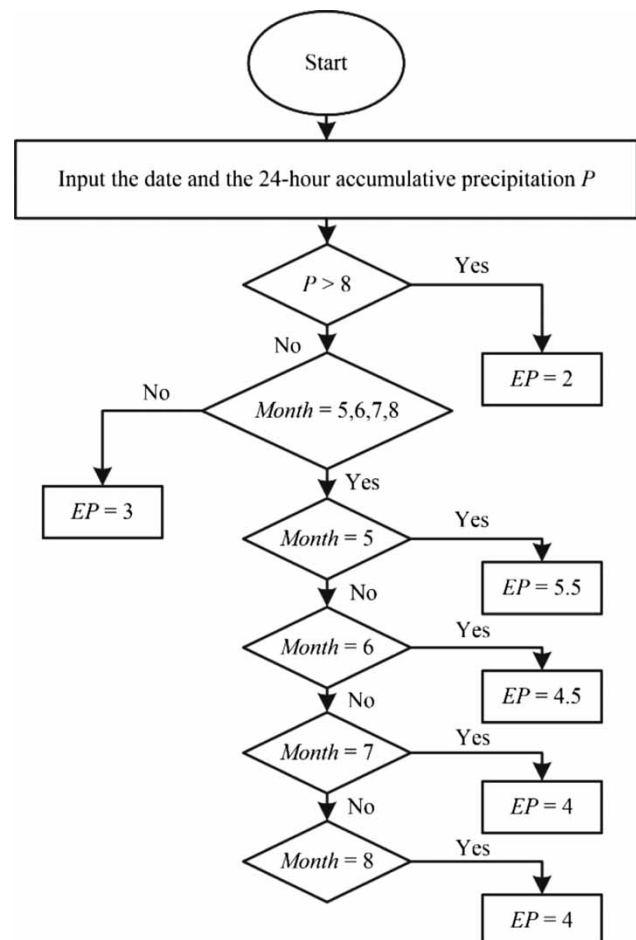 Start
Input the date and the 24-hour accumulative precipitation P
P > 8
Yes
EP = 2
No
Month = 5,6,7,8
No
EP = 3
Yes
Month = 5
Yes
EP = 5.5
No
Month = 6
Yes
EP = 4.5
No
Month = 7
Yes
EP = 4
No
Month = 8
Yes
EP = 4